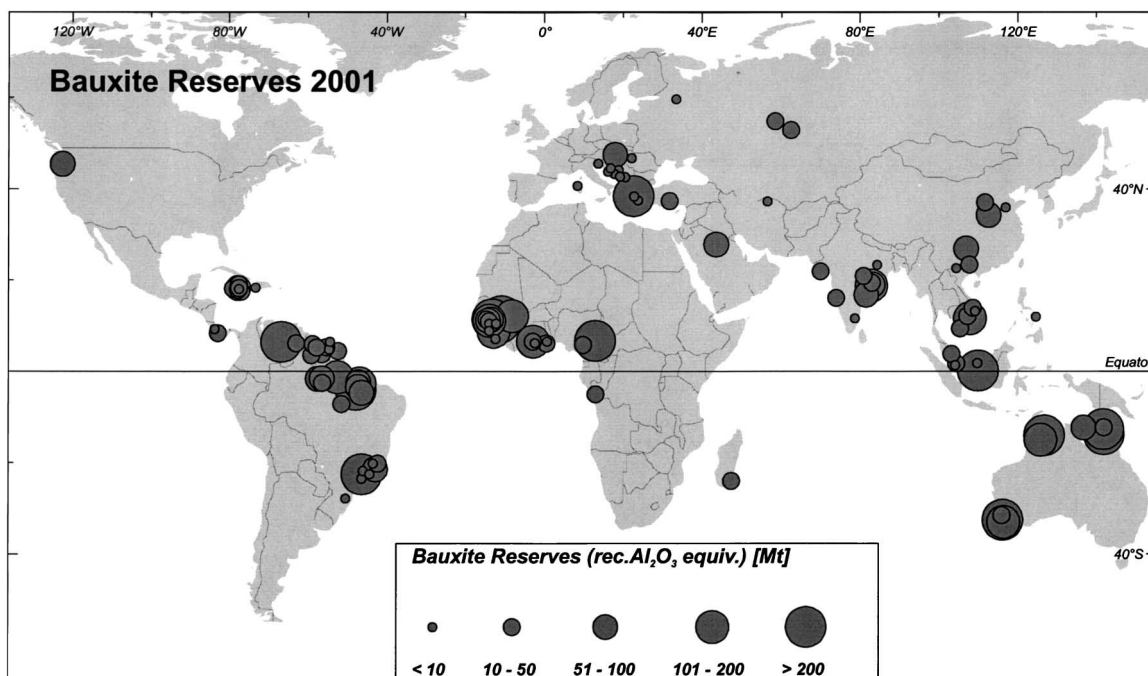 120°W 40°W 0° 40°E 80°E 120°E
Bauxite Reserves 2001
40°N
Equato
40°S
Bauxite Reserves (rec.Al₂O₃ equiv.) [Mt]
< 10 10 - 50 51 - 100 101 - 200 > 200